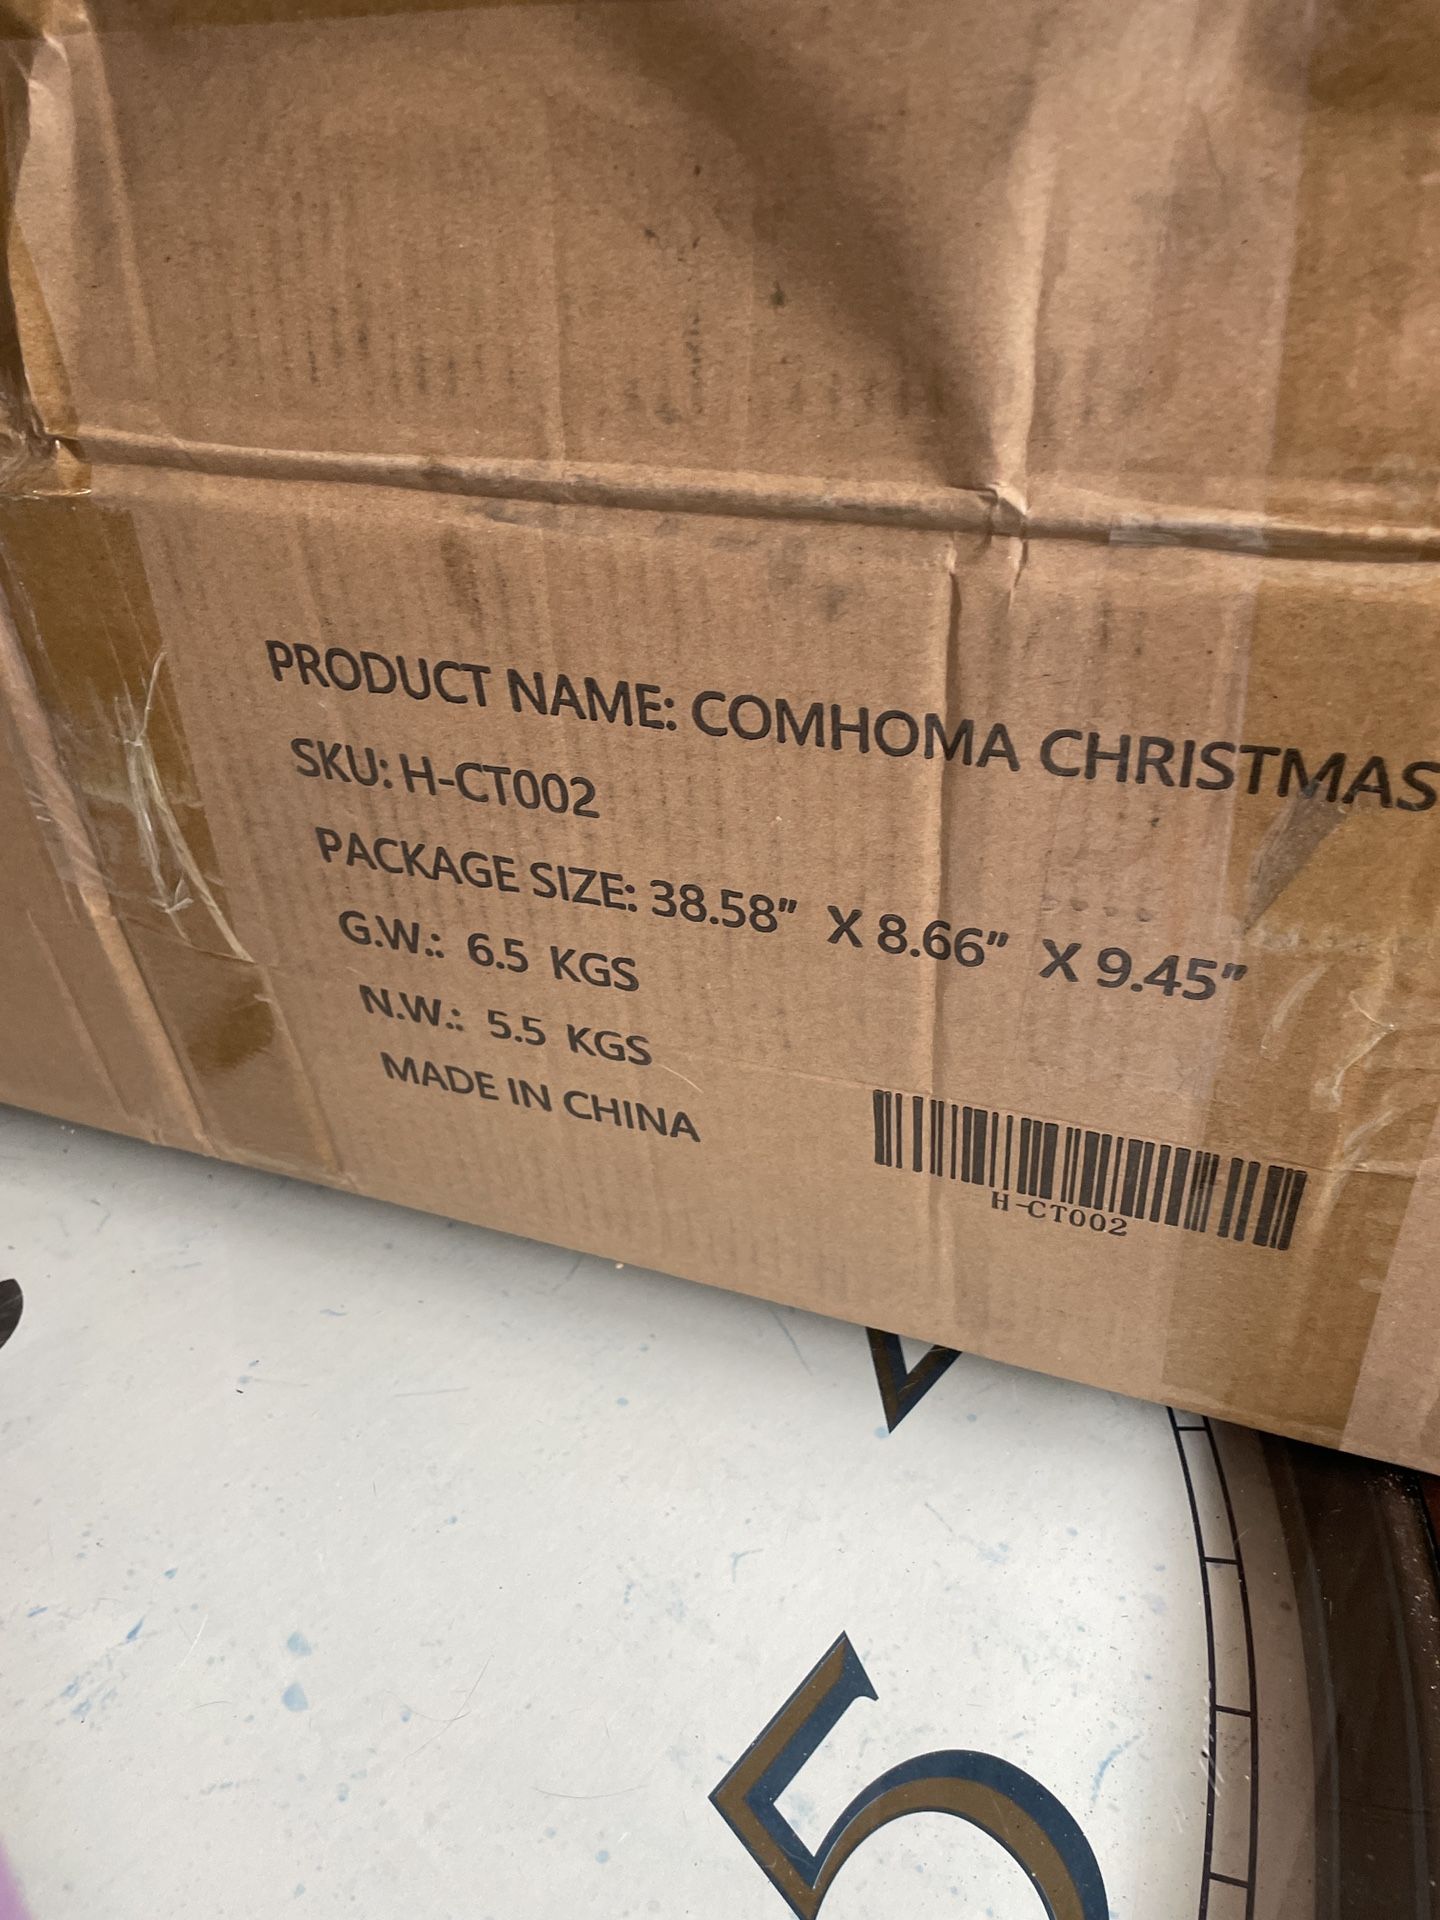 PRODUCT NAME: COMHOMA CHRISTMAS
SKU: H-CT002
PACKAGE SIZE: 38.58" X 8.66" X 9.45"
G.W.: 6.5 KGS
N.W.: 5.5 KGS
MADE IN CHINA
H-CT002
5